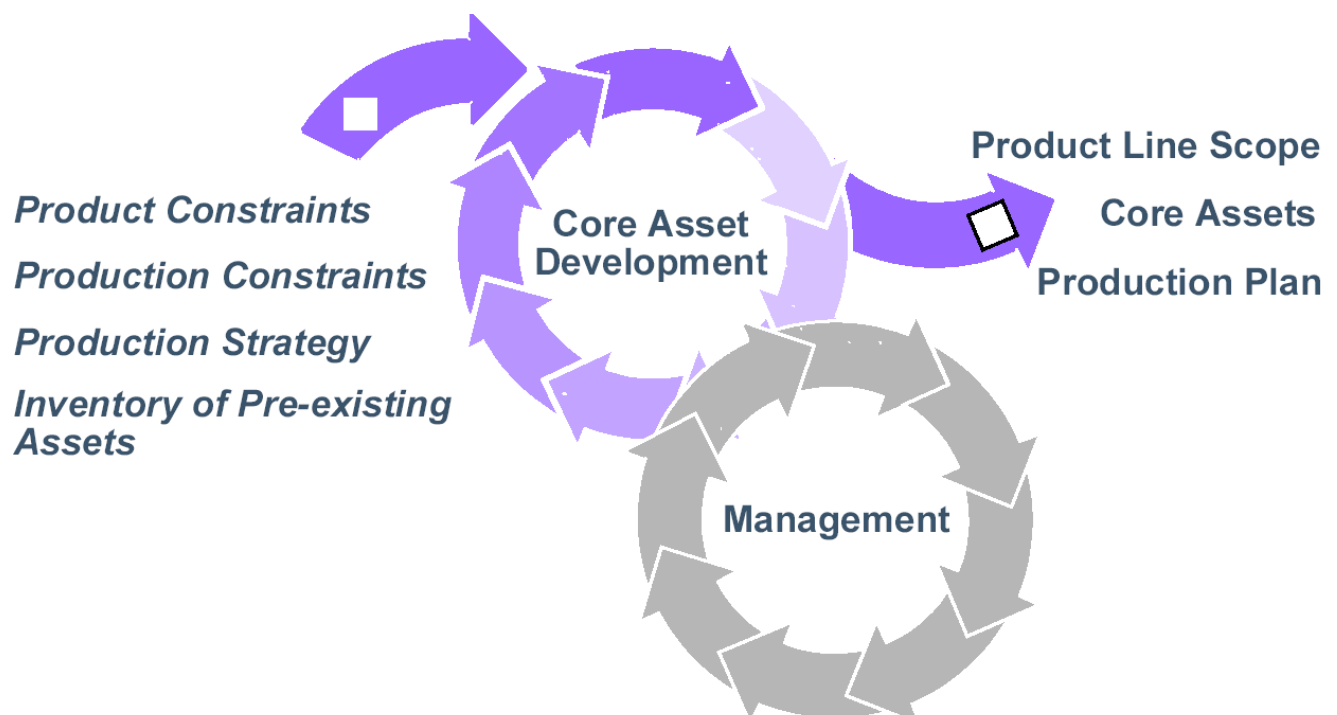 Product Constraints
Production Constraints
Production Strategy
Inventory of Pre-existing
Assets
Core Asset
Development
Product Line Scope
Core Assets
Production Plan
Management